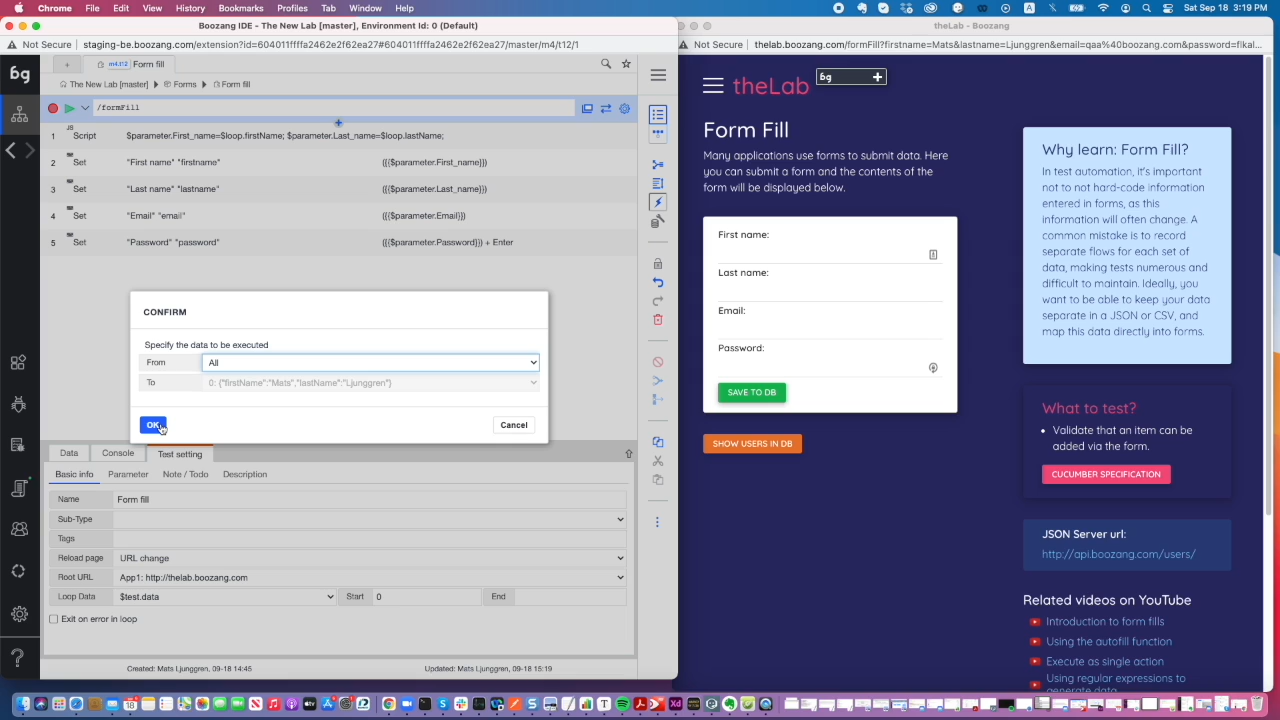 Tools Edit View History Bookmarks Profiles Tab Window Help
Sat Sep 18 3:19 PM
Boozang IDE - The New Lab [master], Environment Id: 0 (Default)
Not Secure | staging-be.boozang.com/extension?id=604011fffa2462e2f62ea27#604011fffa2462e2f62ea27/master/m4/t2/1
6g
m4.t12 Form fill
The New Lab [master] > Forms > Form fill
/formFill
1 JS Script $parameter.First_name=$loop.firstName; $parameter.Last_name=$loop.lastName;
2 Set "First name" "firstname" {{{$parameter.First_name}}}
3 Set "Last name" "lastname" {{{$parameter.Last_name}}}
4 Set "Email" "email" {{{$parameter.Email}}}
5 Set "Password" "password" {{{$parameter.Password}}} + Enter
CONFIRM
Specify the data to be executed
From All
To 0: {"firstName":"Mats","lastName":"Ljunggren"}
OK Cancel
Data Console Test setting
Basic info Parameter Note / Todo Description
Name Form fill
Sub-Type
Tags
Reload page URL change
Root URL App1: http://thelab.boozang.com
Loop Data $test.data Start 0 End
Exit on error in loop
Created: Mats Ljunggren, 09-18 14:45 Updated: Mats Ljunggren, 09-18 15:19
theLab - Boozang
Not Secure | thelab.boozang.com/formFill?firstname=Mats&lastname=Ljunggren&email=qaa%40boozang.com&password=flkal...
theLab
6g +
Form Fill
Many applications use forms to submit data. Here
you can submit a form and the contents of the
form will be displayed below.
First name:
Last name:
Email:
Password:
SAVE TO DB
SHOW USERS IN DB
Why learn: Form Fill?
In test automation, it's important
not to not hard-code information
entered in forms, as this
information will often change. A
common mistake is to record
separate flows for each set of
data, making tests numerous and
difficult to maintain. Ideally, you
want to be able to keep your data
separate in a JSON or CSV, and
map this data directly into forms.
What to test?
• Validate that an item can be
added via the form.
CUCUMBER SPECIFICATION
JSON Server url:
http://api.boozang.com/users/
Related videos on YouTube
Introduction to form fills
Using the autofill function
Execute as single action
Using regular expressions to
generate data